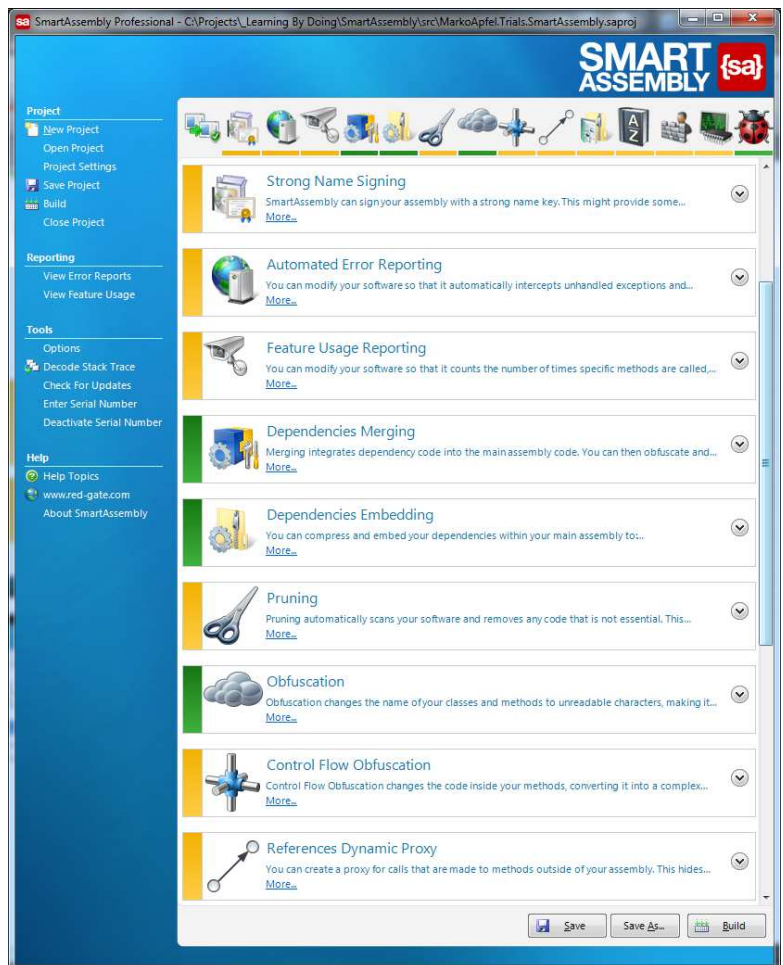 SmartAssembly Professional - C:\Projects\_Learning By Doing\SmartAssembly\src\MarkoApfel.Trials.SmartAssembly.saproj
SMART
ASSEMBLY
{sa}
Project
New Project
Open Project
Project Settings
Save Project
Build
Close Project
Reporting
View Error Reports
View Feature Usage
Tools
Options
Decode Stack Trace
Check For Updates
Enter Serial Number
Deactivate Serial Number
Help
Help Topics
www.red-gate.com
About SmartAssembly
A
Z
Strong Name Signing
SmartAssembly can sign your assembly with a strong name key. This might provide some...
More...
Automated Error Reporting
You can modify your software so that it automatically intercepts unhandled exceptions and...
More...
Feature Usage Reporting
You can modify your software so that it counts the number of times specific methods are called,...
More...
Dependencies Merging
Merging integrates dependency code into the main assembly code. You can then obfuscate and...
More...
Dependencies Embedding
You can compress and embed your dependencies within your main assembly to:...
More...
Pruning
Pruning automatically scans your software and removes any code that is not essential. This...
More...
Obfuscation
Obfuscation changes the name of your classes and methods to unreadable characters, making it...
More...
Control Flow Obfuscation
Control Flow Obfuscation changes the code inside your methods, converting it into a complex...
More...
References Dynamic Proxy
You can create a proxy for calls that are made to methods outside of your assembly. This hides...
More...
Save
Save As...
Build